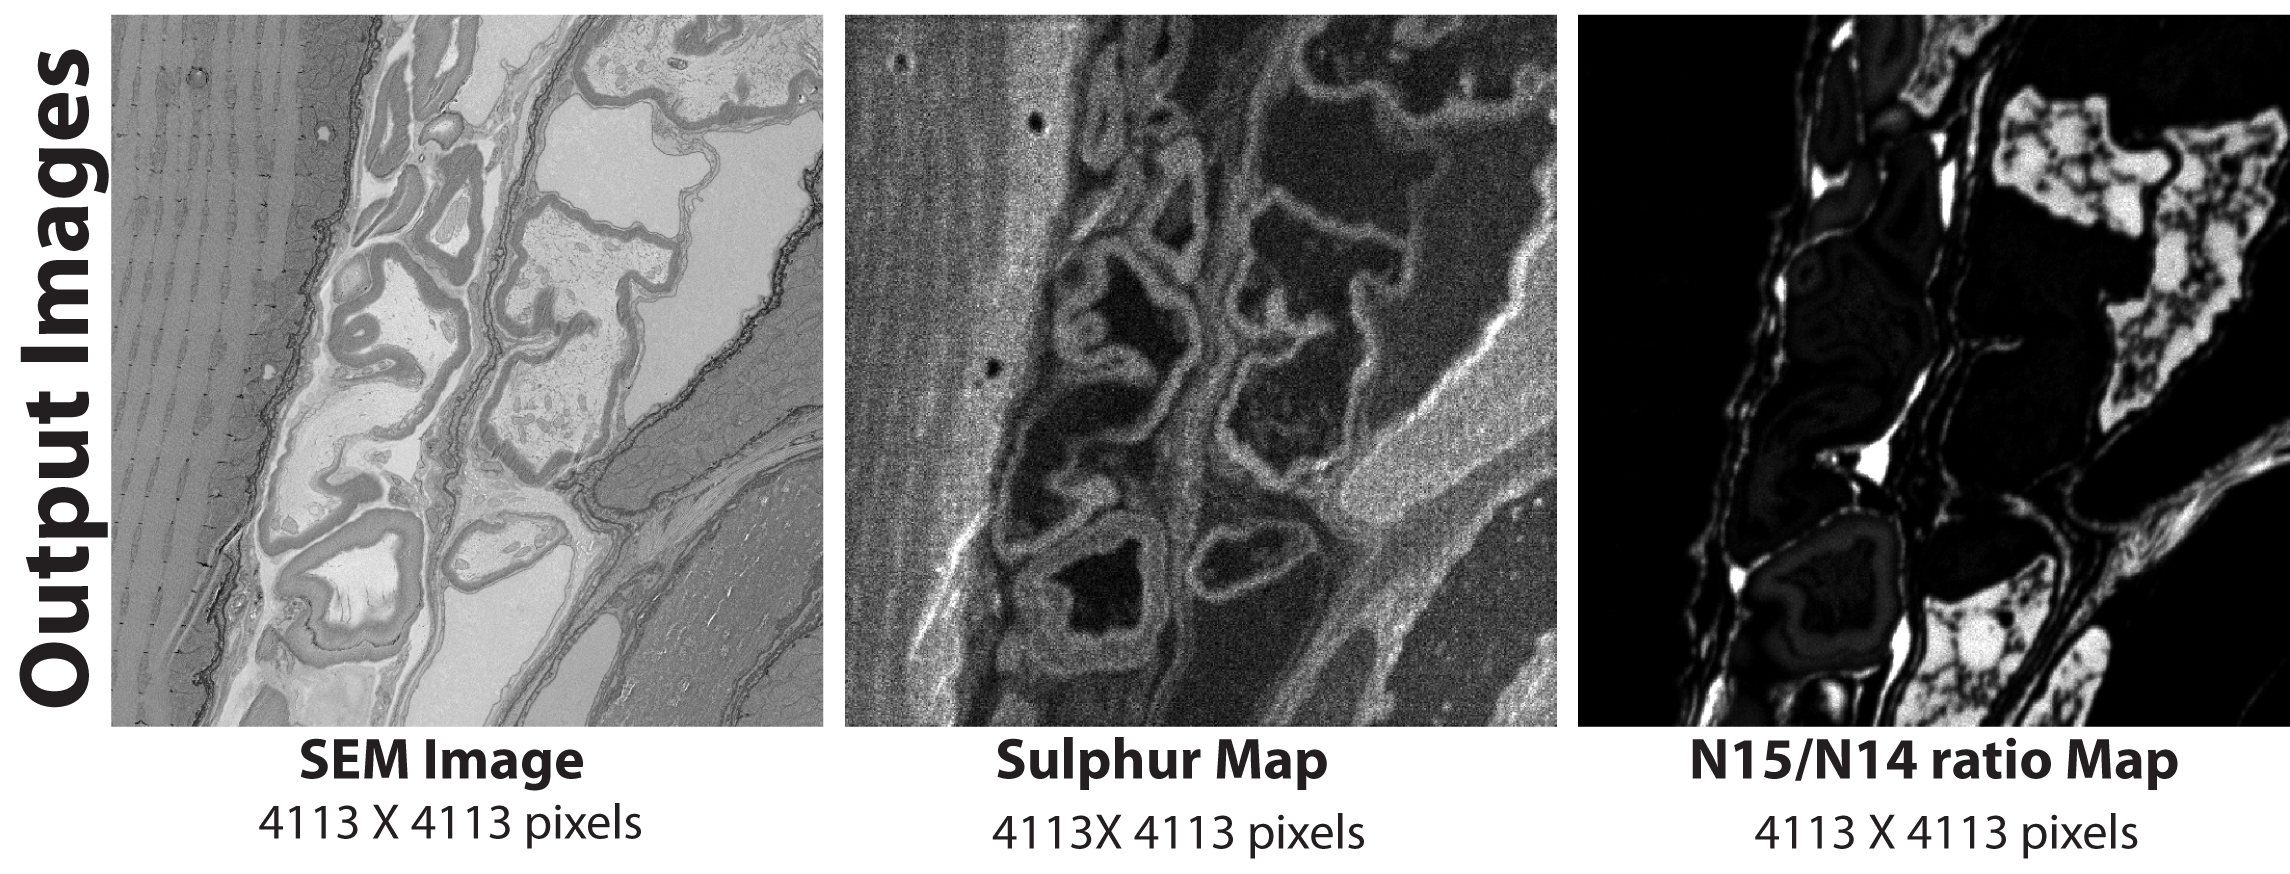 Output Images
SEM Image
4113 X 4113 pixels
Sulphur Map
4113X 4113 pixels
N15/N14 ratio Map
4113 X 4113 pixels